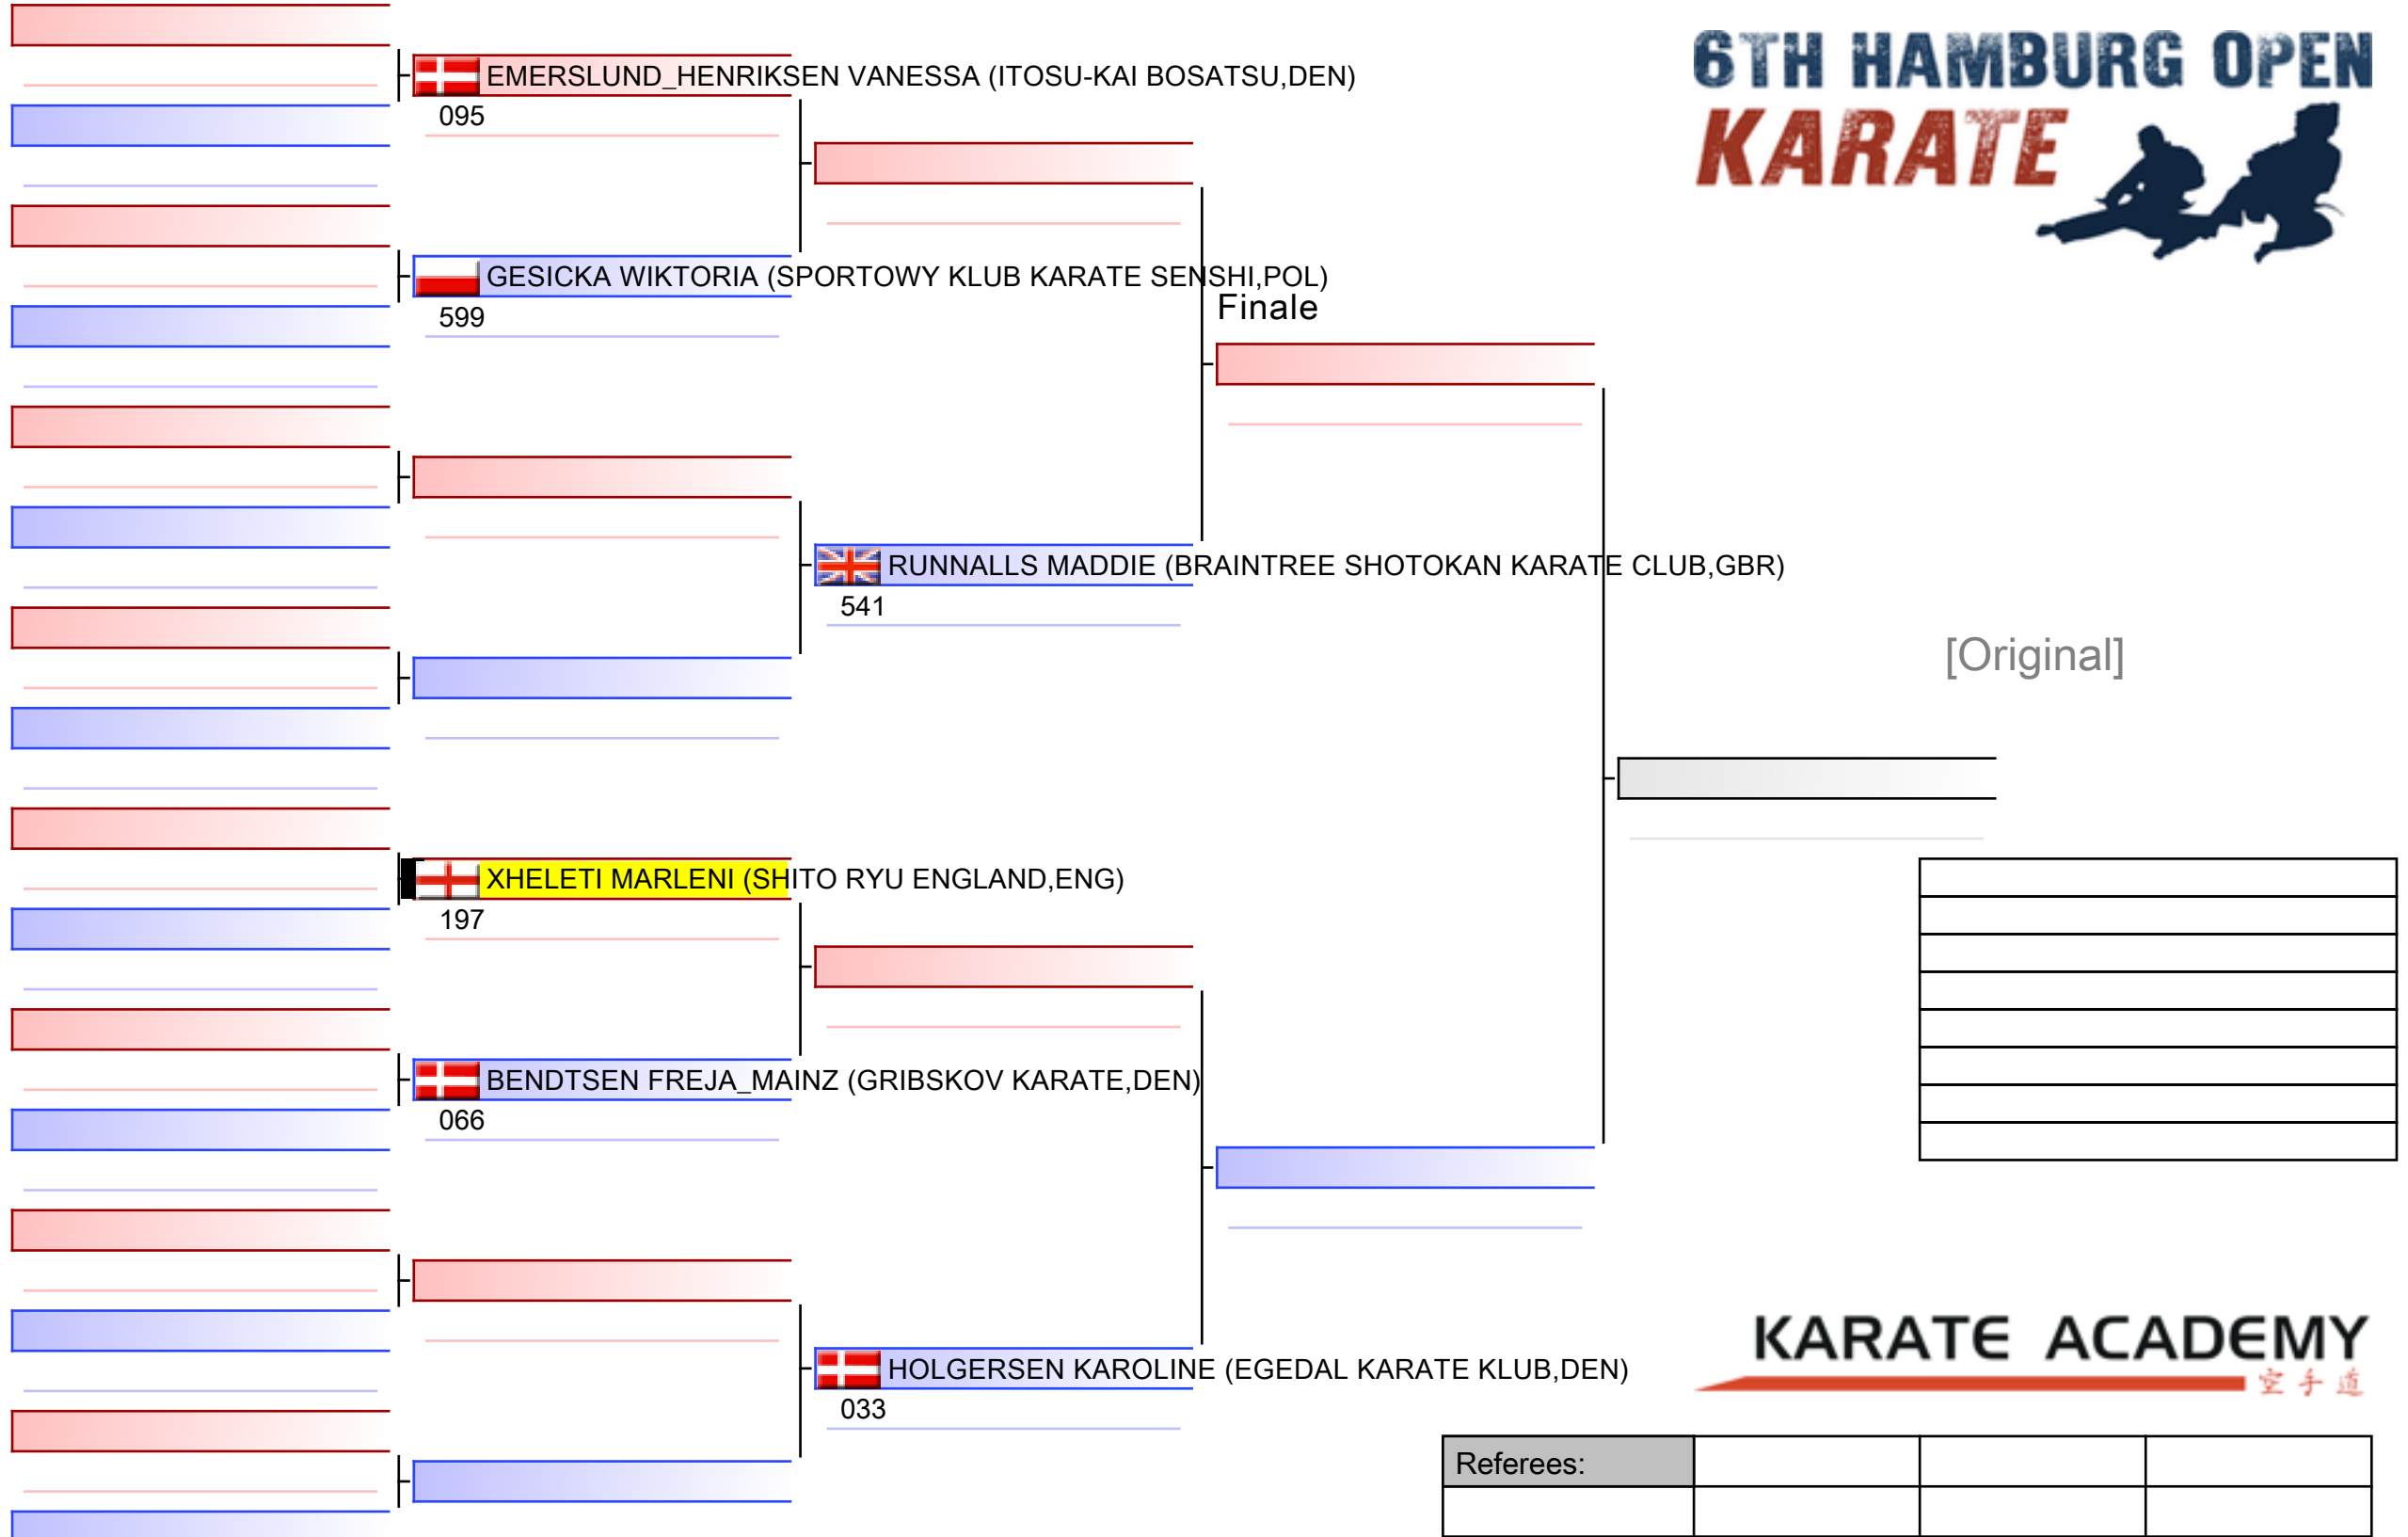 6TH HAMBURG OPEN
KARATE
EMERSLUND_HENRIKSEN VANESSA (ITOSU-KAI BOSATSU,DEN)
095
GESICKA WIKTORIA (SPORTOWY KLUB KARATE SENSHI,POL)
599
Finale
RUNNALLS MADDIE (BRAINTREE SHOTOKAN KARATE CLUB,GBR)
541
[Original]
XHELETI MARLENI (SHITO RYU ENGLAND,ENG)
197
BENDTSEN FREJA_MAINZ (GRIBSKOV KARATE,DEN)
066
HOLGERSEN KAROLINE (EGEDAL KARATE KLUB,DEN)
033
KARATE ACADEMY
空手道
Referees: